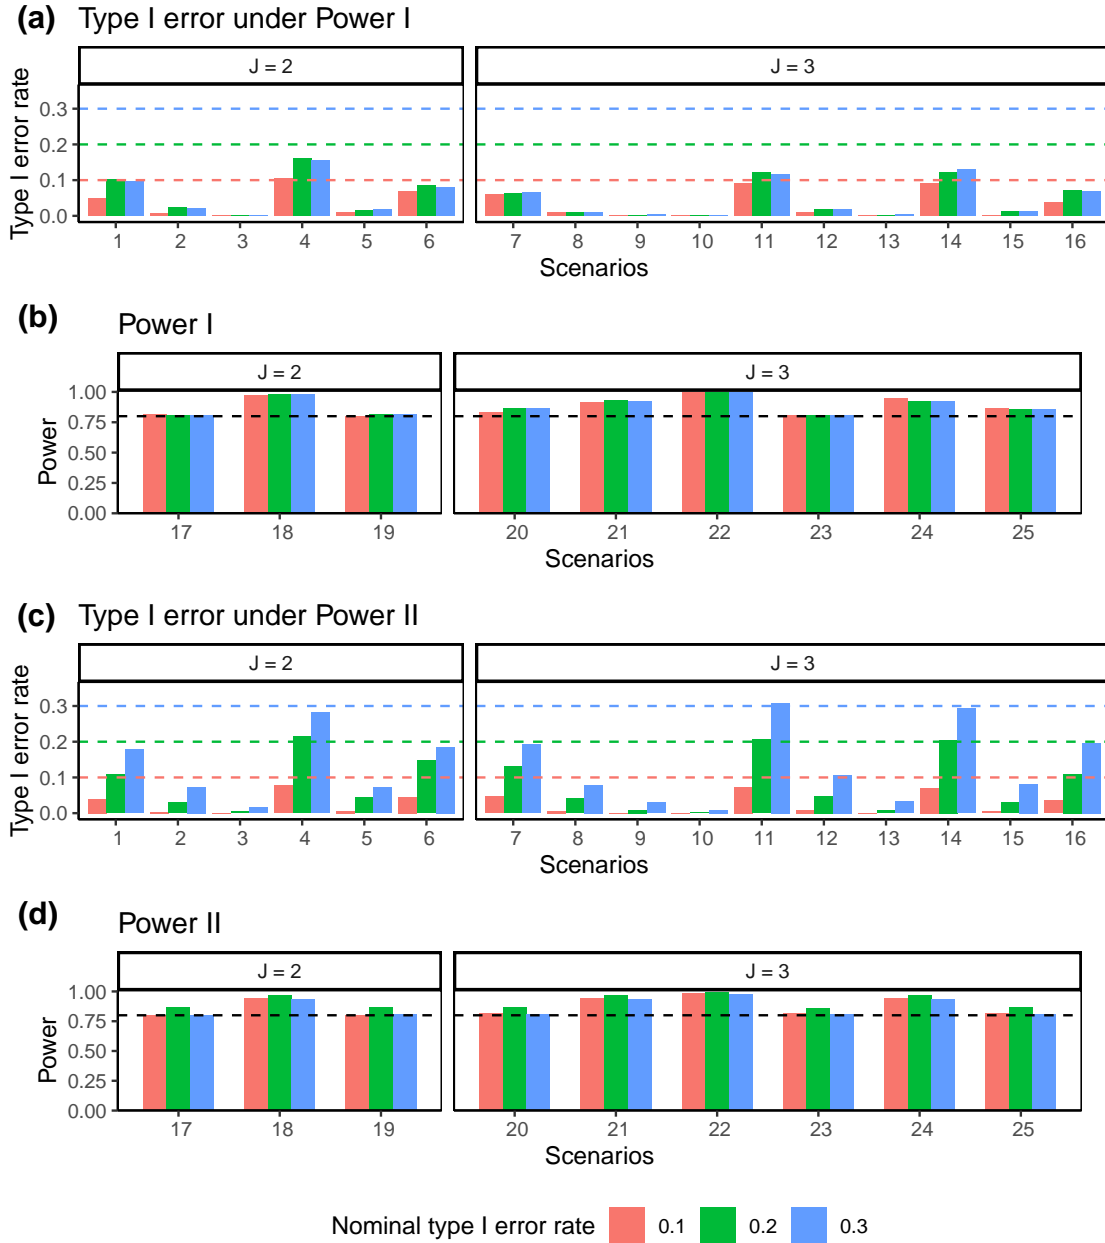 (a) Type I error under Power I
J = 2
J = 3
Type I error rate
0.3
0.2
0.1
0.0
1 2 3 4 5 6 7 8 9 10 11 12 13 14 15 16
Scenarios
(b) Power I
J = 2
J = 3
Power
1.00
0.75
0.50
0.25
0.00
17 18 19 20 21 22 23 24 25
Scenarios
(c) Type I error under Power II
J = 2
J = 3
Type I error rate
0.3
0.2
0.1
0.0
1 2 3 4 5 6 7 8 9 10 11 12 13 14 15 16
Scenarios
(d) Power II
J = 2
J = 3
Power
1.00
0.75
0.50
0.25
0.00
17 18 19 20 21 22 23 24 25
Scenarios
Nominal type I error rate 0.1 0.2 0.3